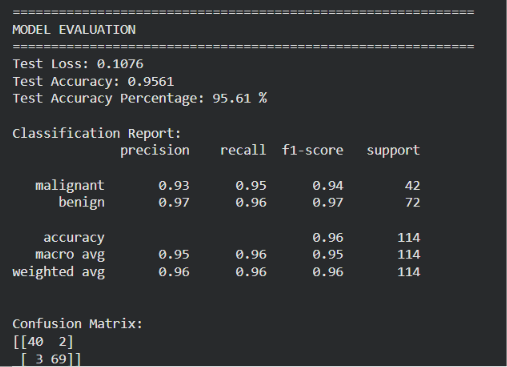 ============================================================
MODEL EVALUATION
============================================================
Test Loss: 0.1076
Test Accuracy: 0.9561
Test Accuracy Percentage: 95.61 %
Classification Report:
precision recall f1-score support
malignant 0.93 0.95 0.94 42
benign 0.97 0.96 0.97 72
accuracy 0.96 114
macro avg 0.95 0.96 0.95 114
weighted avg 0.96 0.96 0.96 114
Confusion Matrix:
[[40 2]
[ 3 69]]